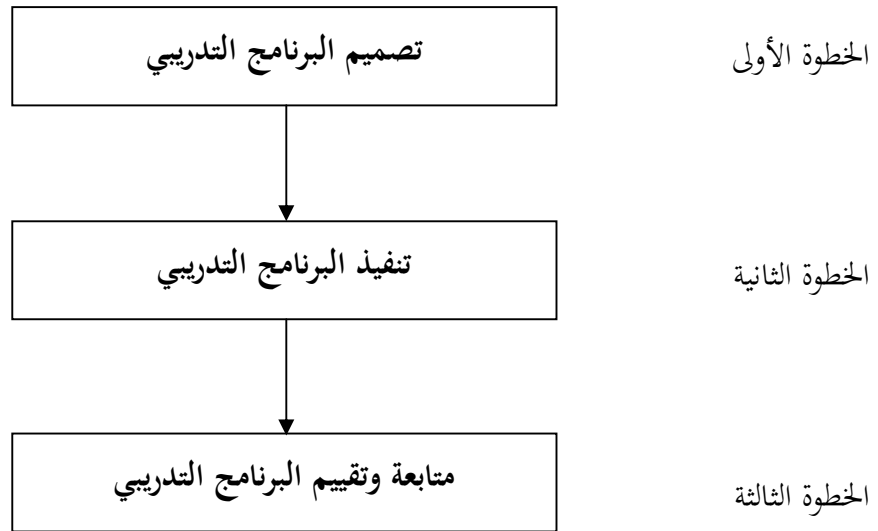 الخطوة الأولى
تصميم البرنامج التدريبي
الخطوة الثانية
تنفيذ البرنامج التدريبي
الخطوة الثالثة
متابعة وتقييم البرنامج التدريبي